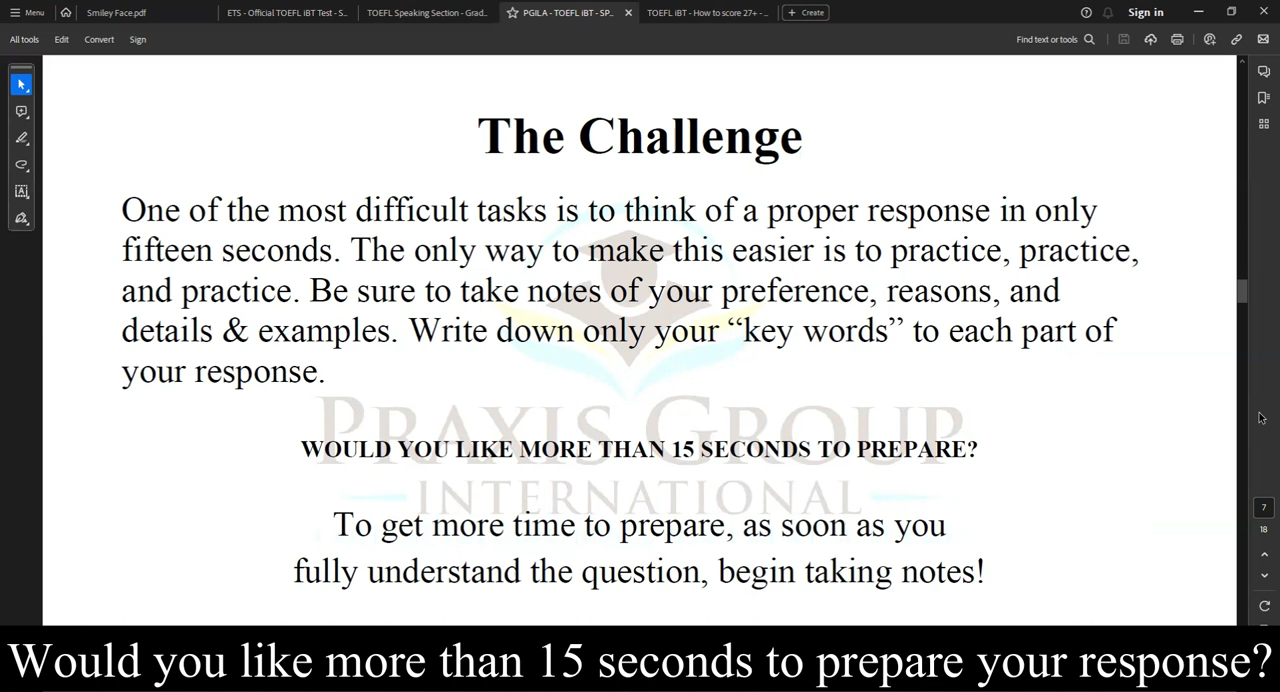 Menu
Smiley Face.pdf
ETS - Official TOEFL iBT Test - S...
TOEFL Speaking Section - Grad...
PGILA - TOEFL iBT - SP...
TOEFL iBT - How to score 27+ - ...
Create
Sign in
All tools
Edit
Convert
Sign
Find text or tools
The Challenge
One of the most difficult tasks is to think of a proper response in only
fifteen seconds. The only way to make this easier is to practice, practice,
and practice. Be sure to take notes of your preference, reasons, and
details & examples. Write down only your “key words” to each part of
your response.
PRAXIS GROUP
WOULD YOU LIKE MORE THAN 15 SECONDS TO PREPARE?
INTERNATIONAL
To get more time to prepare, as soon as you
fully understand the question, begin taking notes!
7
18
Would you like more than 15 seconds to prepare your response?